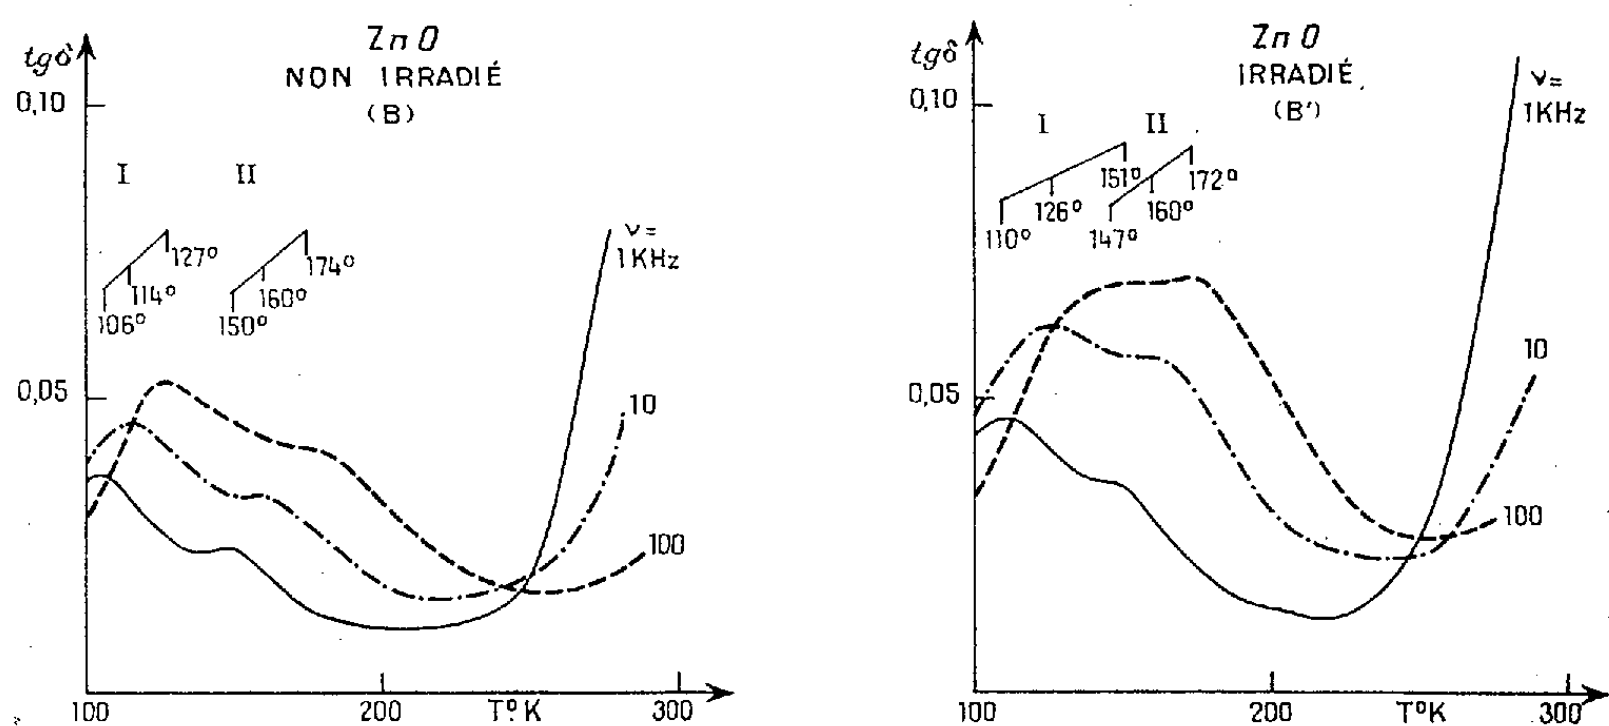 ZnO
NON IRRADIÉ
(B)
tgδ
0,10
I II
127° 174°
114° 160°
106° 150°
ν=
1KHz
0,05
10
100
100 200 T°K 300
ZnO
IRRADIÉ
(B')
tgδ
0,10
ν=
1KHz
I II
151° 172°
126° 160°
110° 147°
10
0,05
100
100 200 T°K 300